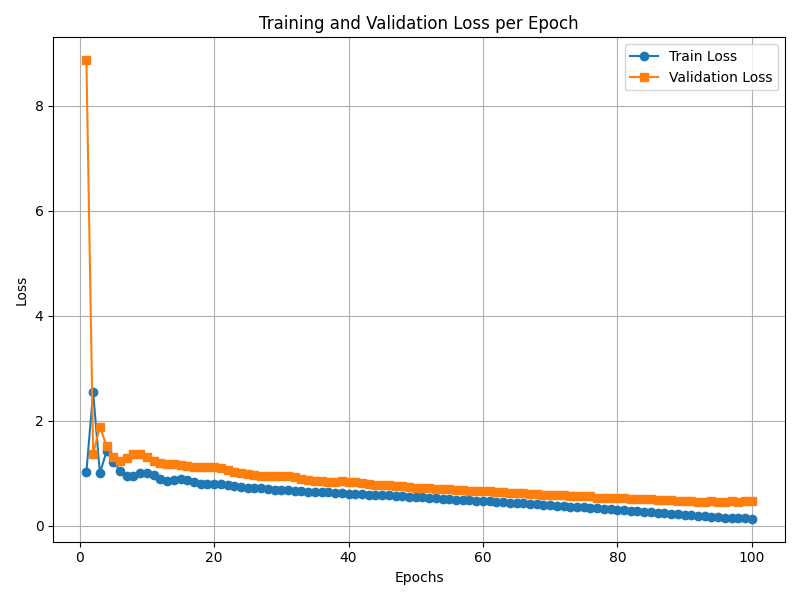 Training and Validation Loss per Epoch
Train Loss
Validation Loss
8
6
4
2
0
Loss
0 20 40 60 80 100
Epochs